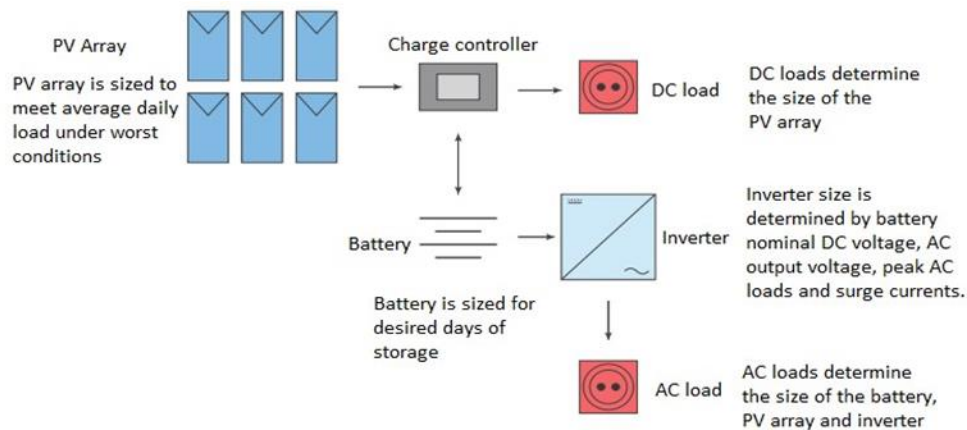 PV Array
PV array is sized to
meet average daily
load under worst
conditions
Charge controller
DC load
DC loads determine
the size of the
PV array
Battery
Battery is sized for
desired days of
storage
Inverter
Inverter size is
determined by battery
nominal DC voltage, AC
output voltage, peak AC
loads and surge currents.
AC load
AC loads determine
the size of the battery,
PV array and inverter